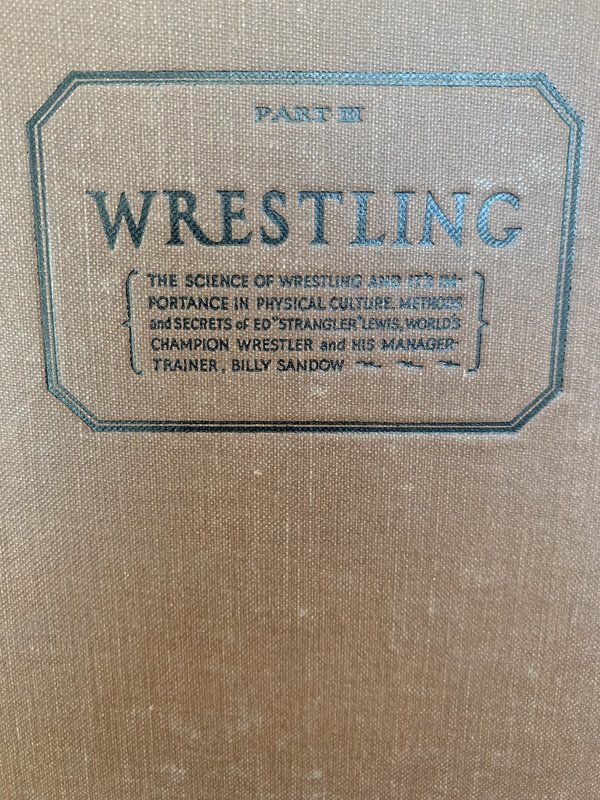 PART III
WRESTLING
THE SCIENCE OF WRESTLING AND IT'S IM-
PORTANCE IN PHYSICAL CULTURE. METHODS
and SECRETS of ED "STRANGLER" LEWIS, WORLD'S
CHAMPION WRESTLER and HIS MANAGER-
TRAINER, BILLY SANDOW